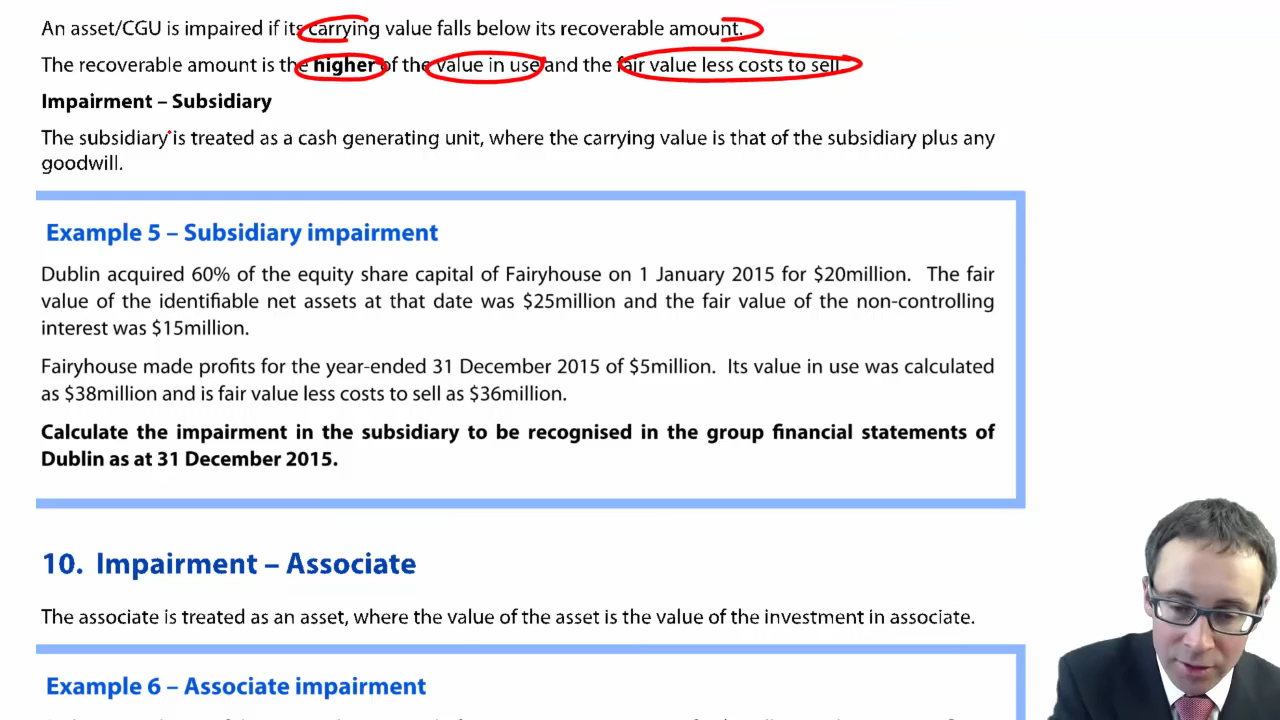 An asset/CGU is impaired if its carrying value falls below its recoverable amount.
The recoverable amount is the higher of the value in use and the fair value less costs to sell
Impairment – Subsidiary
The subsidiary is treated as a cash generating unit, where the carrying value is that of the subsidiary plus any
goodwill.
Example 5 – Subsidiary impairment
Dublin acquired 60% of the equity share capital of Fairyhouse on 1 January 2015 for $20million. The fair
value of the identifiable net assets at that date was $25million and the fair value of the non-controlling
interest was $15million.
Fairyhouse made profits for the year-ended 31 December 2015 of $5million. Its value in use was calculated
as $38million and is fair value less costs to sell as $36million.
Calculate the impairment in the subsidiary to be recognised in the group financial statements of
Dublin as at 31 December 2015.
10. Impairment – Associate
The associate is treated as an asset, where the value of the asset is the value of the investment in associate.
Example 6 – Associate impairment